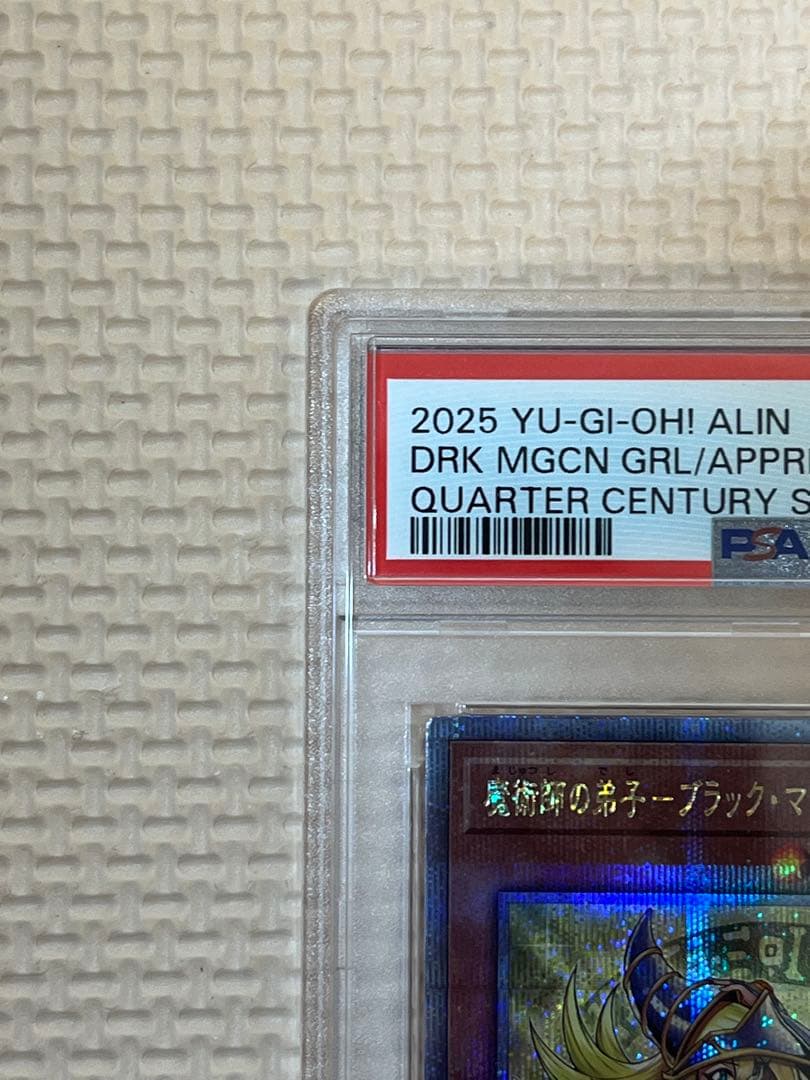 2025 YU-GI-OH! ALIN
DRK MGCN GRL/APPR
QUARTER CENTURY S
PSA
魔術師の弟子－ブラック・マ